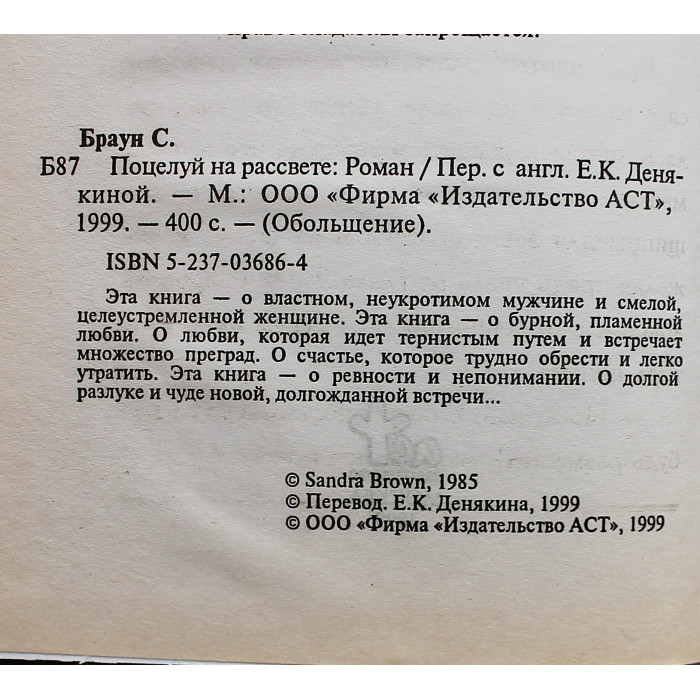 запрещается.
Браун С.
Б87 Поцелуй на рассвете: Роман / Пер. с англ. Е.К. Деня-
киной. — М.: ООО «Фирма «Издательство АСТ»,
1999. — 400 с. — (Обольщение).
ISBN 5-237-03686-4
Эта книга — о властном, неукротимом мужчине и смелой,
целеустремленной женщине. Эта книга — о бурной, пламенной
любви. О любви, которая идет тернистым путем и встречает
множество преград. О счастье, которое трудно обрести и легко
утратить. Эта книга — о ревности и непонимании. О долгой
разлуке и чуде новой, долгожданной встречи...
© Sandra Brown, 1985
© Перевод. Е.К. Денякина, 1999
© ООО «Фирма «Издательство АСТ», 1999